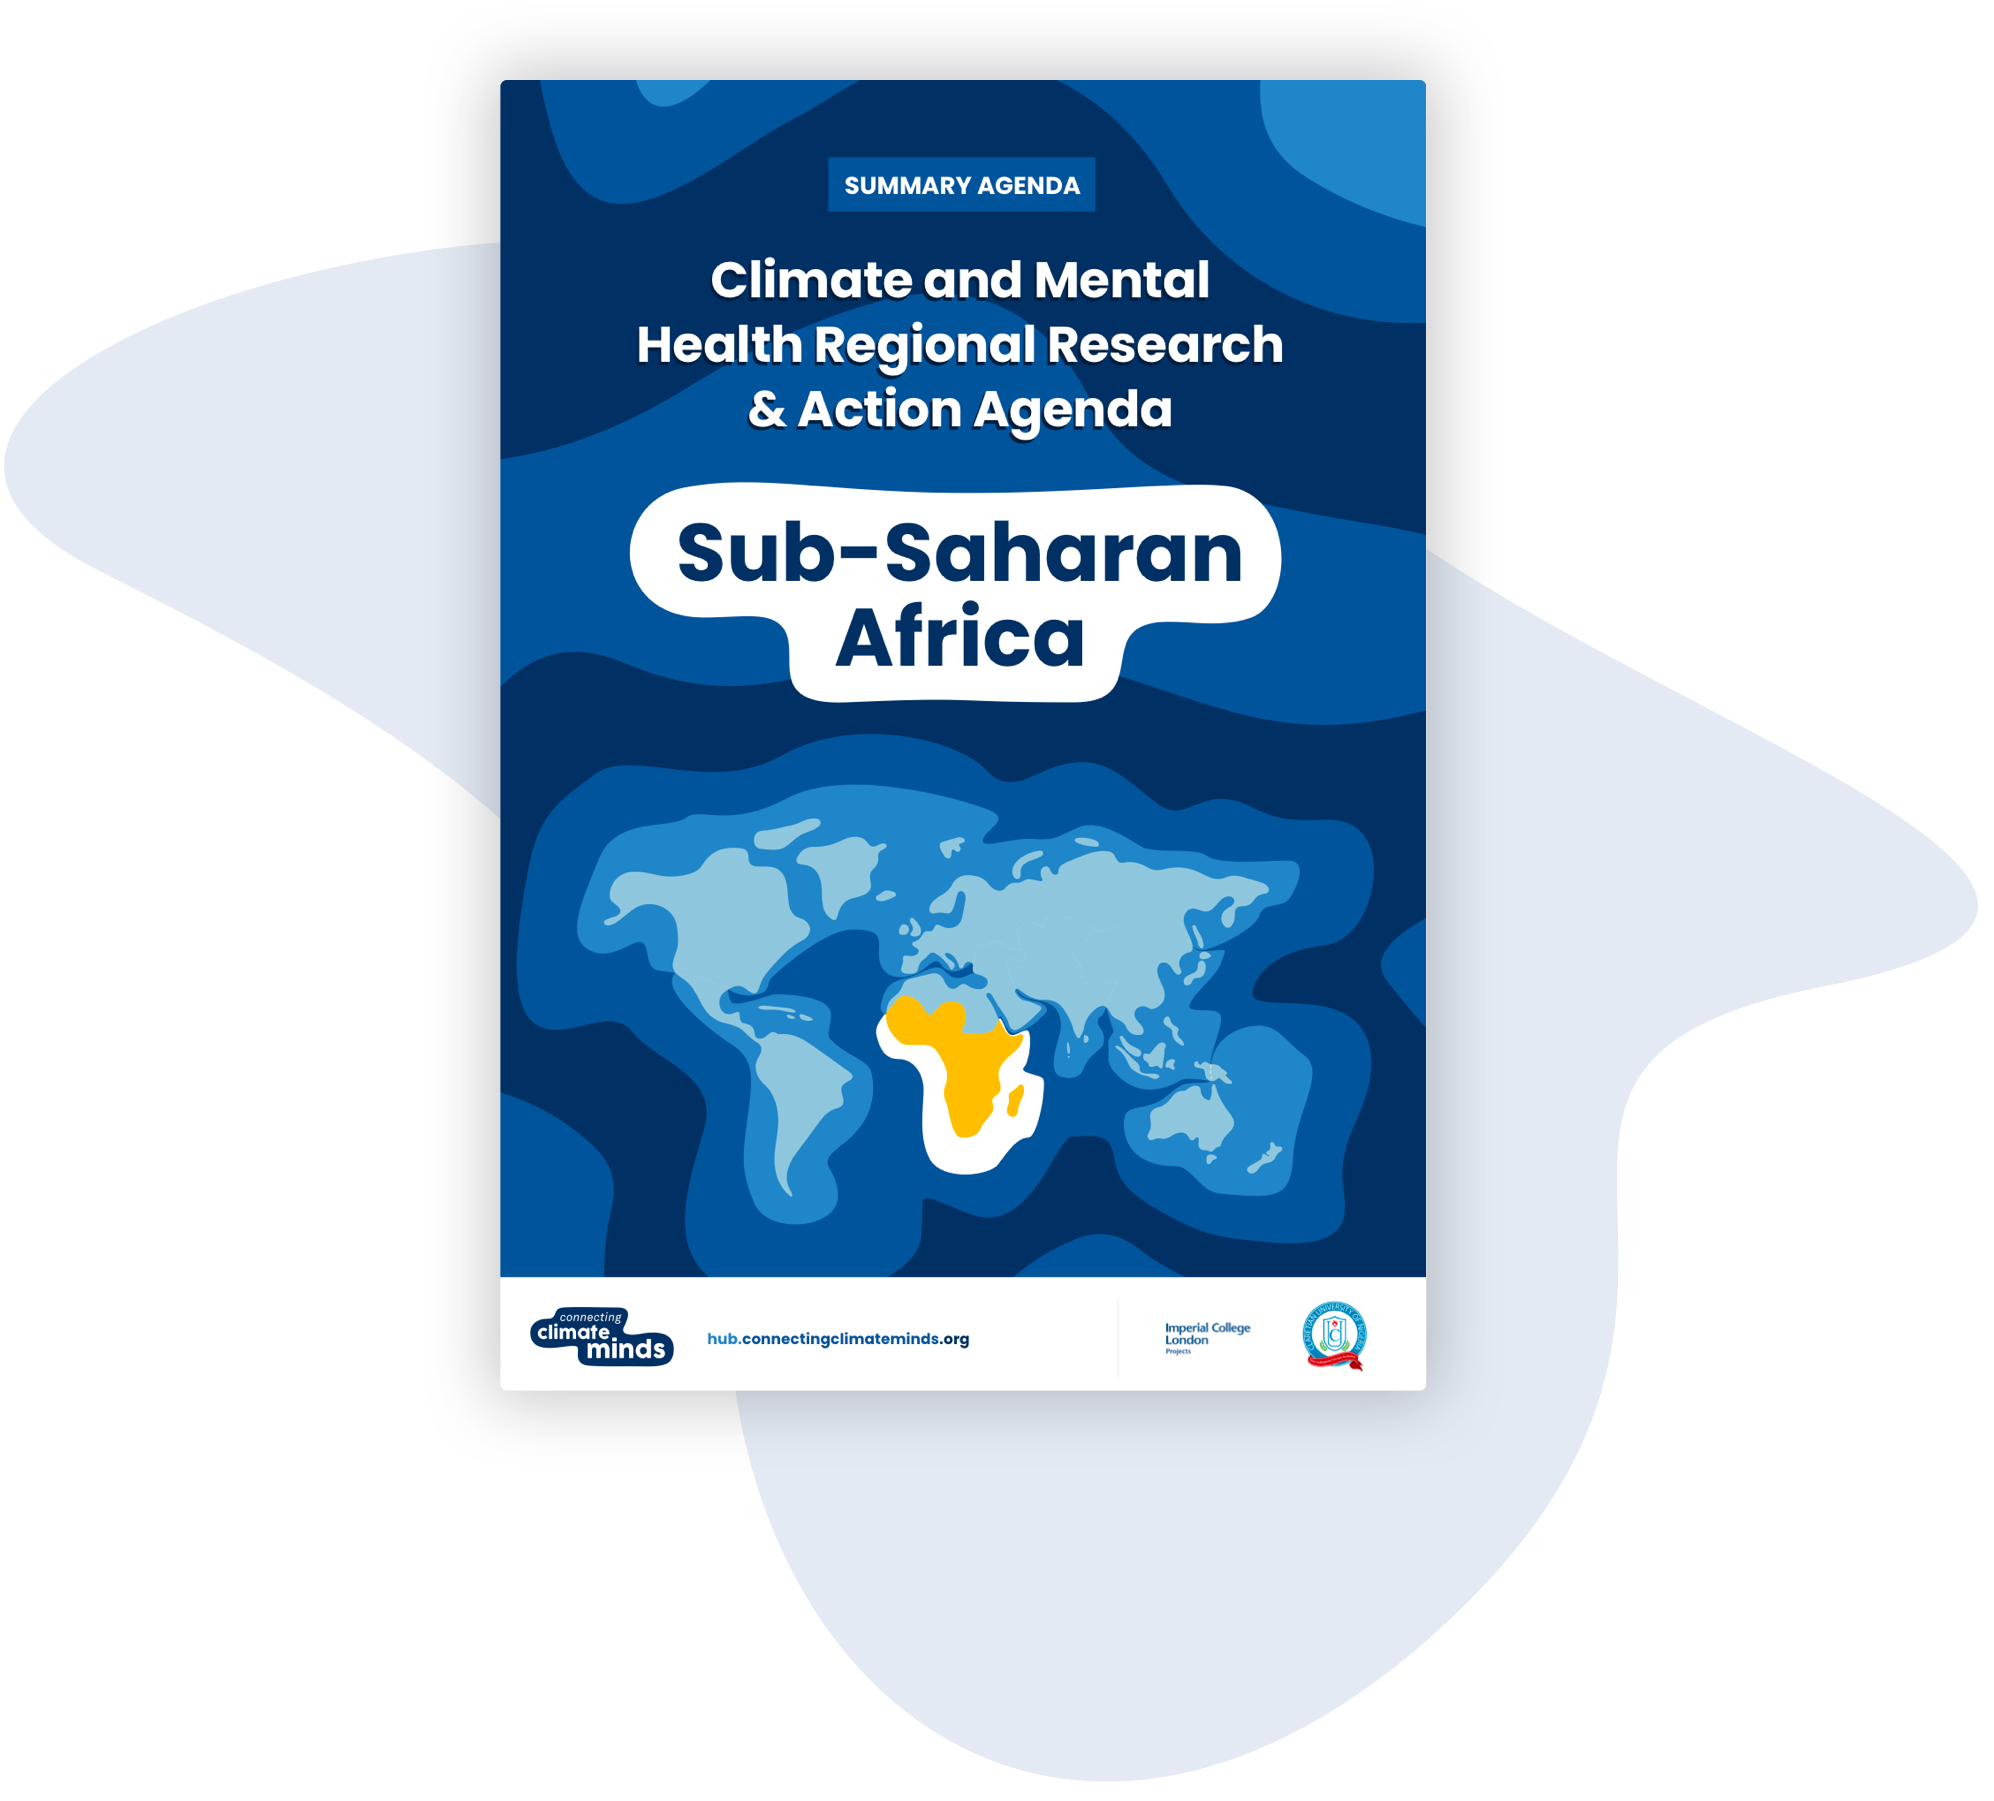 SUMMARY AGENDA
Climate and Mental
Health Regional Research
& Action Agenda
Sub-Saharan
Africa
connecting
climate
minds
hub.connectingclimateminds.org
Imperial College
London
Projects